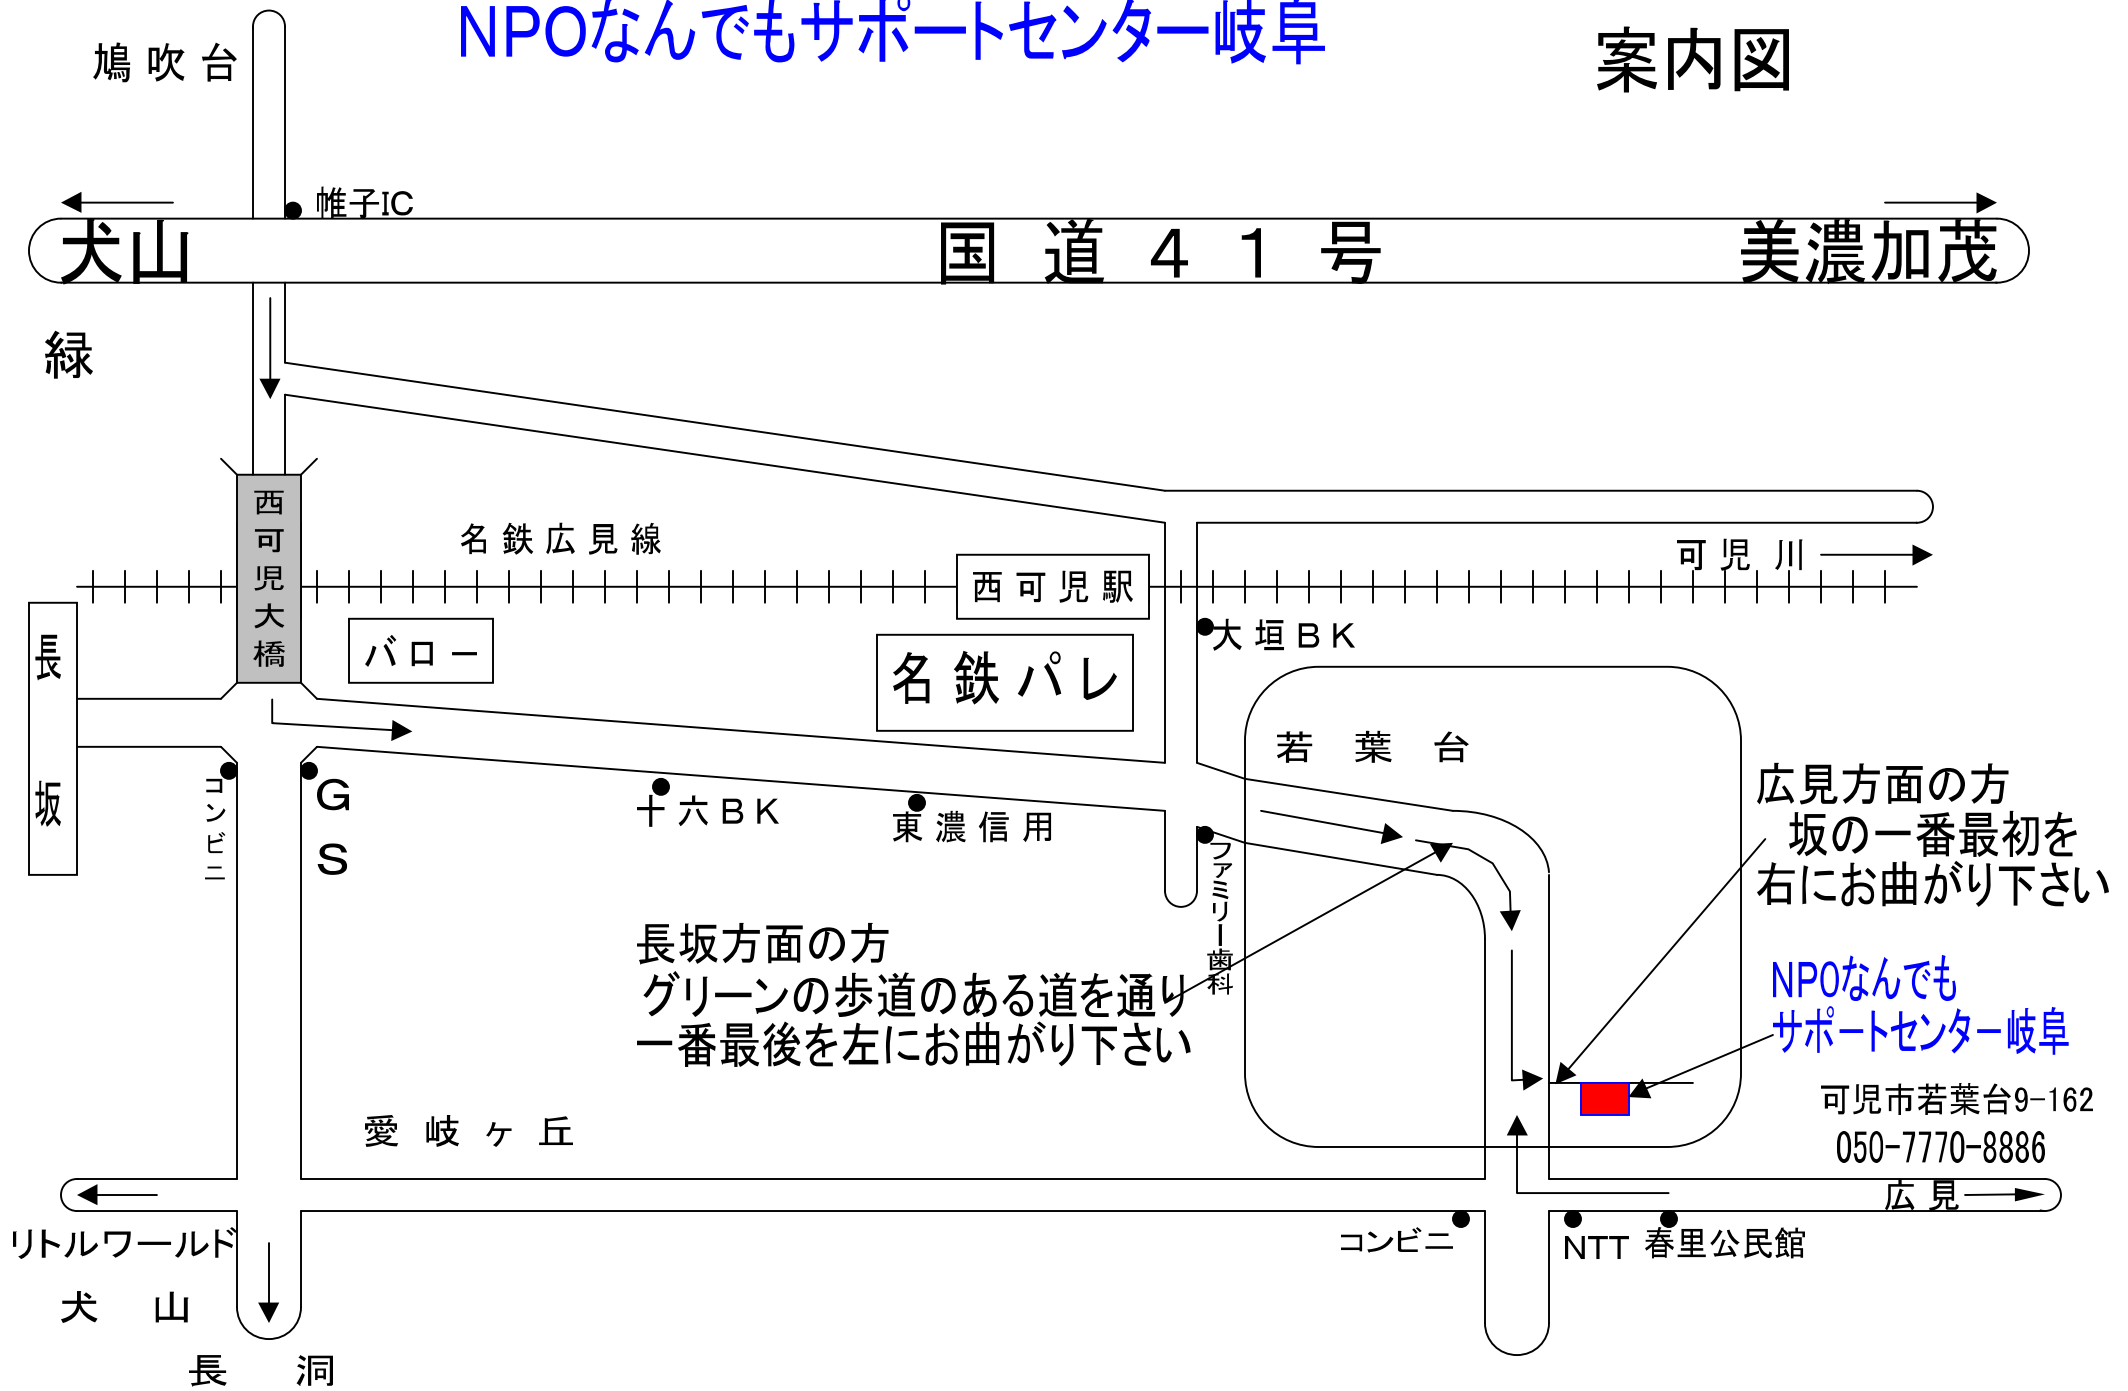 NPOなんでもサポートセンター岐阜
案内図
鳩吹台
帷子IC
犬山
国道41号
美濃加茂
緑
西可児大橋
名鉄広見線
西可児駅
可児川
長坂
バロー
名鉄パレ
大垣BK
若葉台
コンビニ
GS
十六BK
東濃信用
ファミリー歯科
広見方面の方
坂の一番最初を
右にお曲がり下さい
長坂方面の方
グリーンの歩道のある道を通り
一番最後を左にお曲がり下さい
NPOなんでも
サポートセンター岐阜
可児市若葉台9-162
050-7770-8886
愛岐ヶ丘
広見
リトルワールド
犬山
長洞
コンビニ
NTT
春里公民館